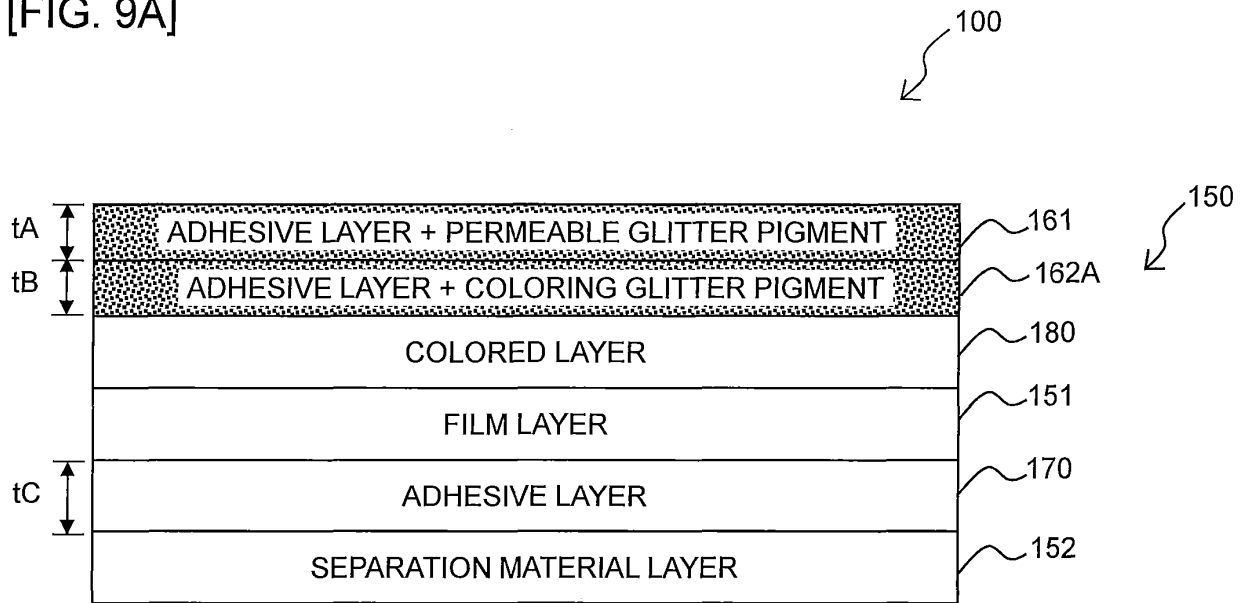 [FIG. 9A]
100
150
tA
ADHESIVE LAYER + PERMEABLE GLITTER PIGMENT
161
tB
ADHESIVE LAYER + COLORING GLITTER PIGMENT
162A
COLORED LAYER
180
FILM LAYER
151
tC
ADHESIVE LAYER
170
SEPARATION MATERIAL LAYER
152